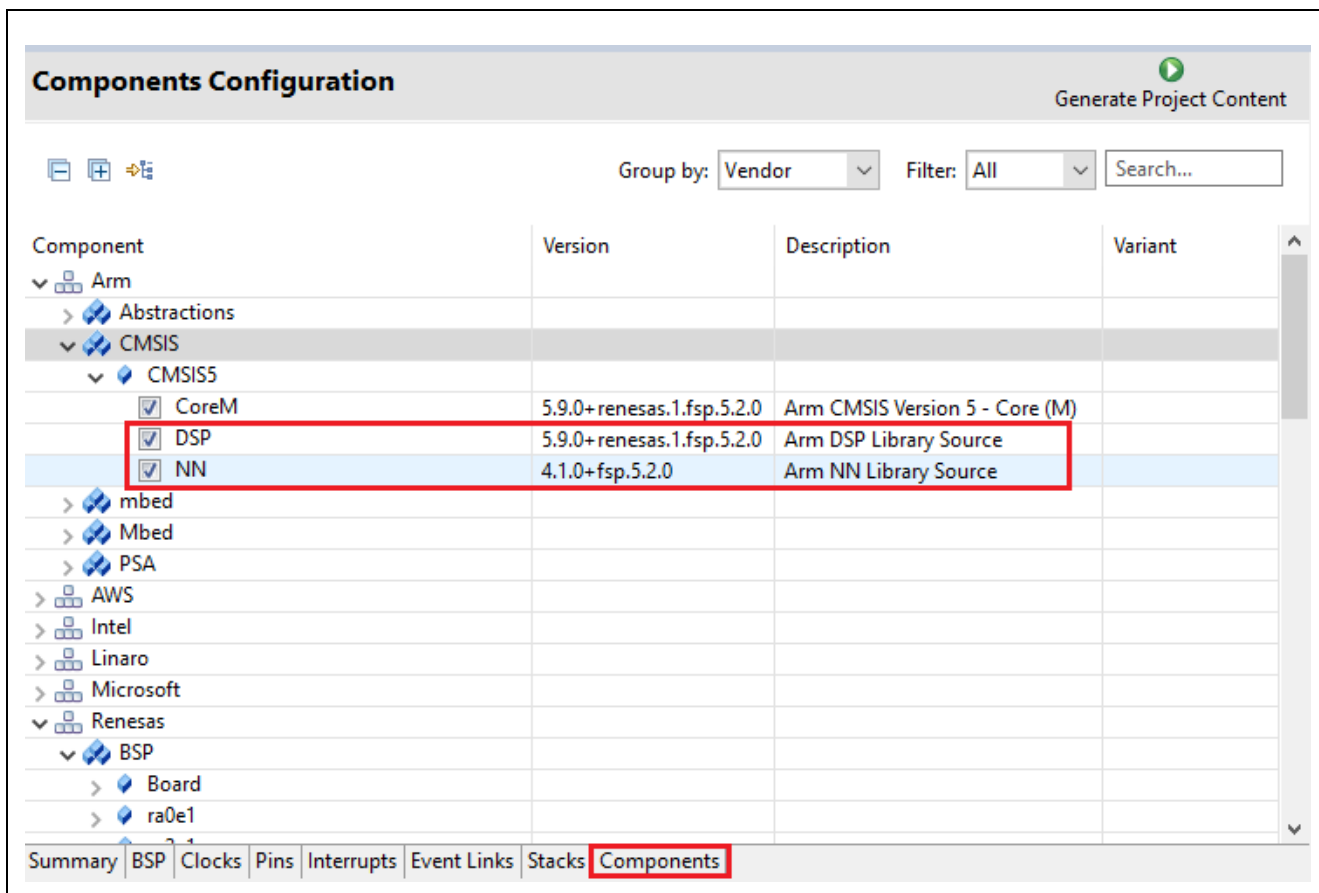 Components Configuration
Generate Project Content
Group by: Vendor Filter: All Search...
Component Version Description Variant
Arm
Abstractions
CMSIS
CMSIS5
CoreM 5.9.0+renesas.1.fsp.5.2.0 Arm CMSIS Version 5 - Core (M)
DSP 5.9.0+renesas.1.fsp.5.2.0 Arm DSP Library Source
NN 4.1.0+fsp.5.2.0 Arm NN Library Source
mbed
Mbed
PSA
AWS
Intel
Linaro
Microsoft
Renesas
BSP
Board
ra0e1
Summary BSP Clocks Pins Interrupts Event Links Stacks Components